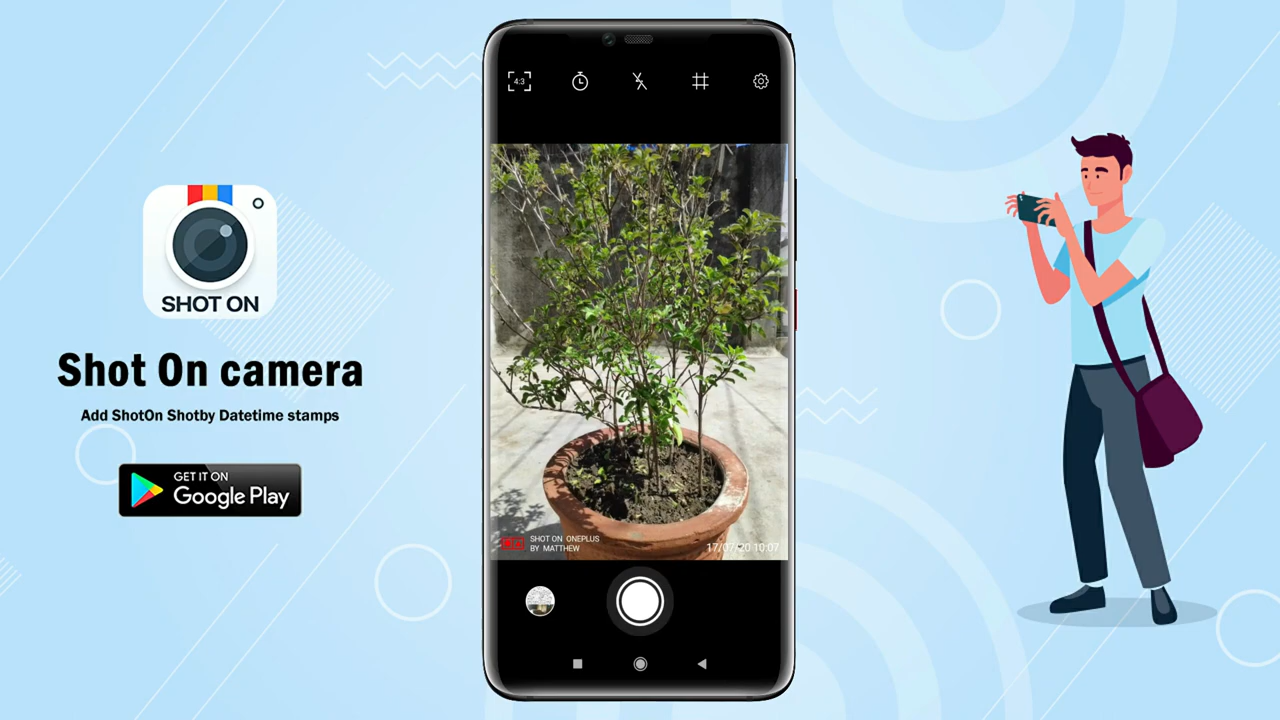 SHOT ON
Shot On camera
Add ShotOn Shotby Datetime stamps
GET IT ON
Google Play
4:3
SHOT ON ONEPLUS
BY MATTHEW
17/07/20 10:07